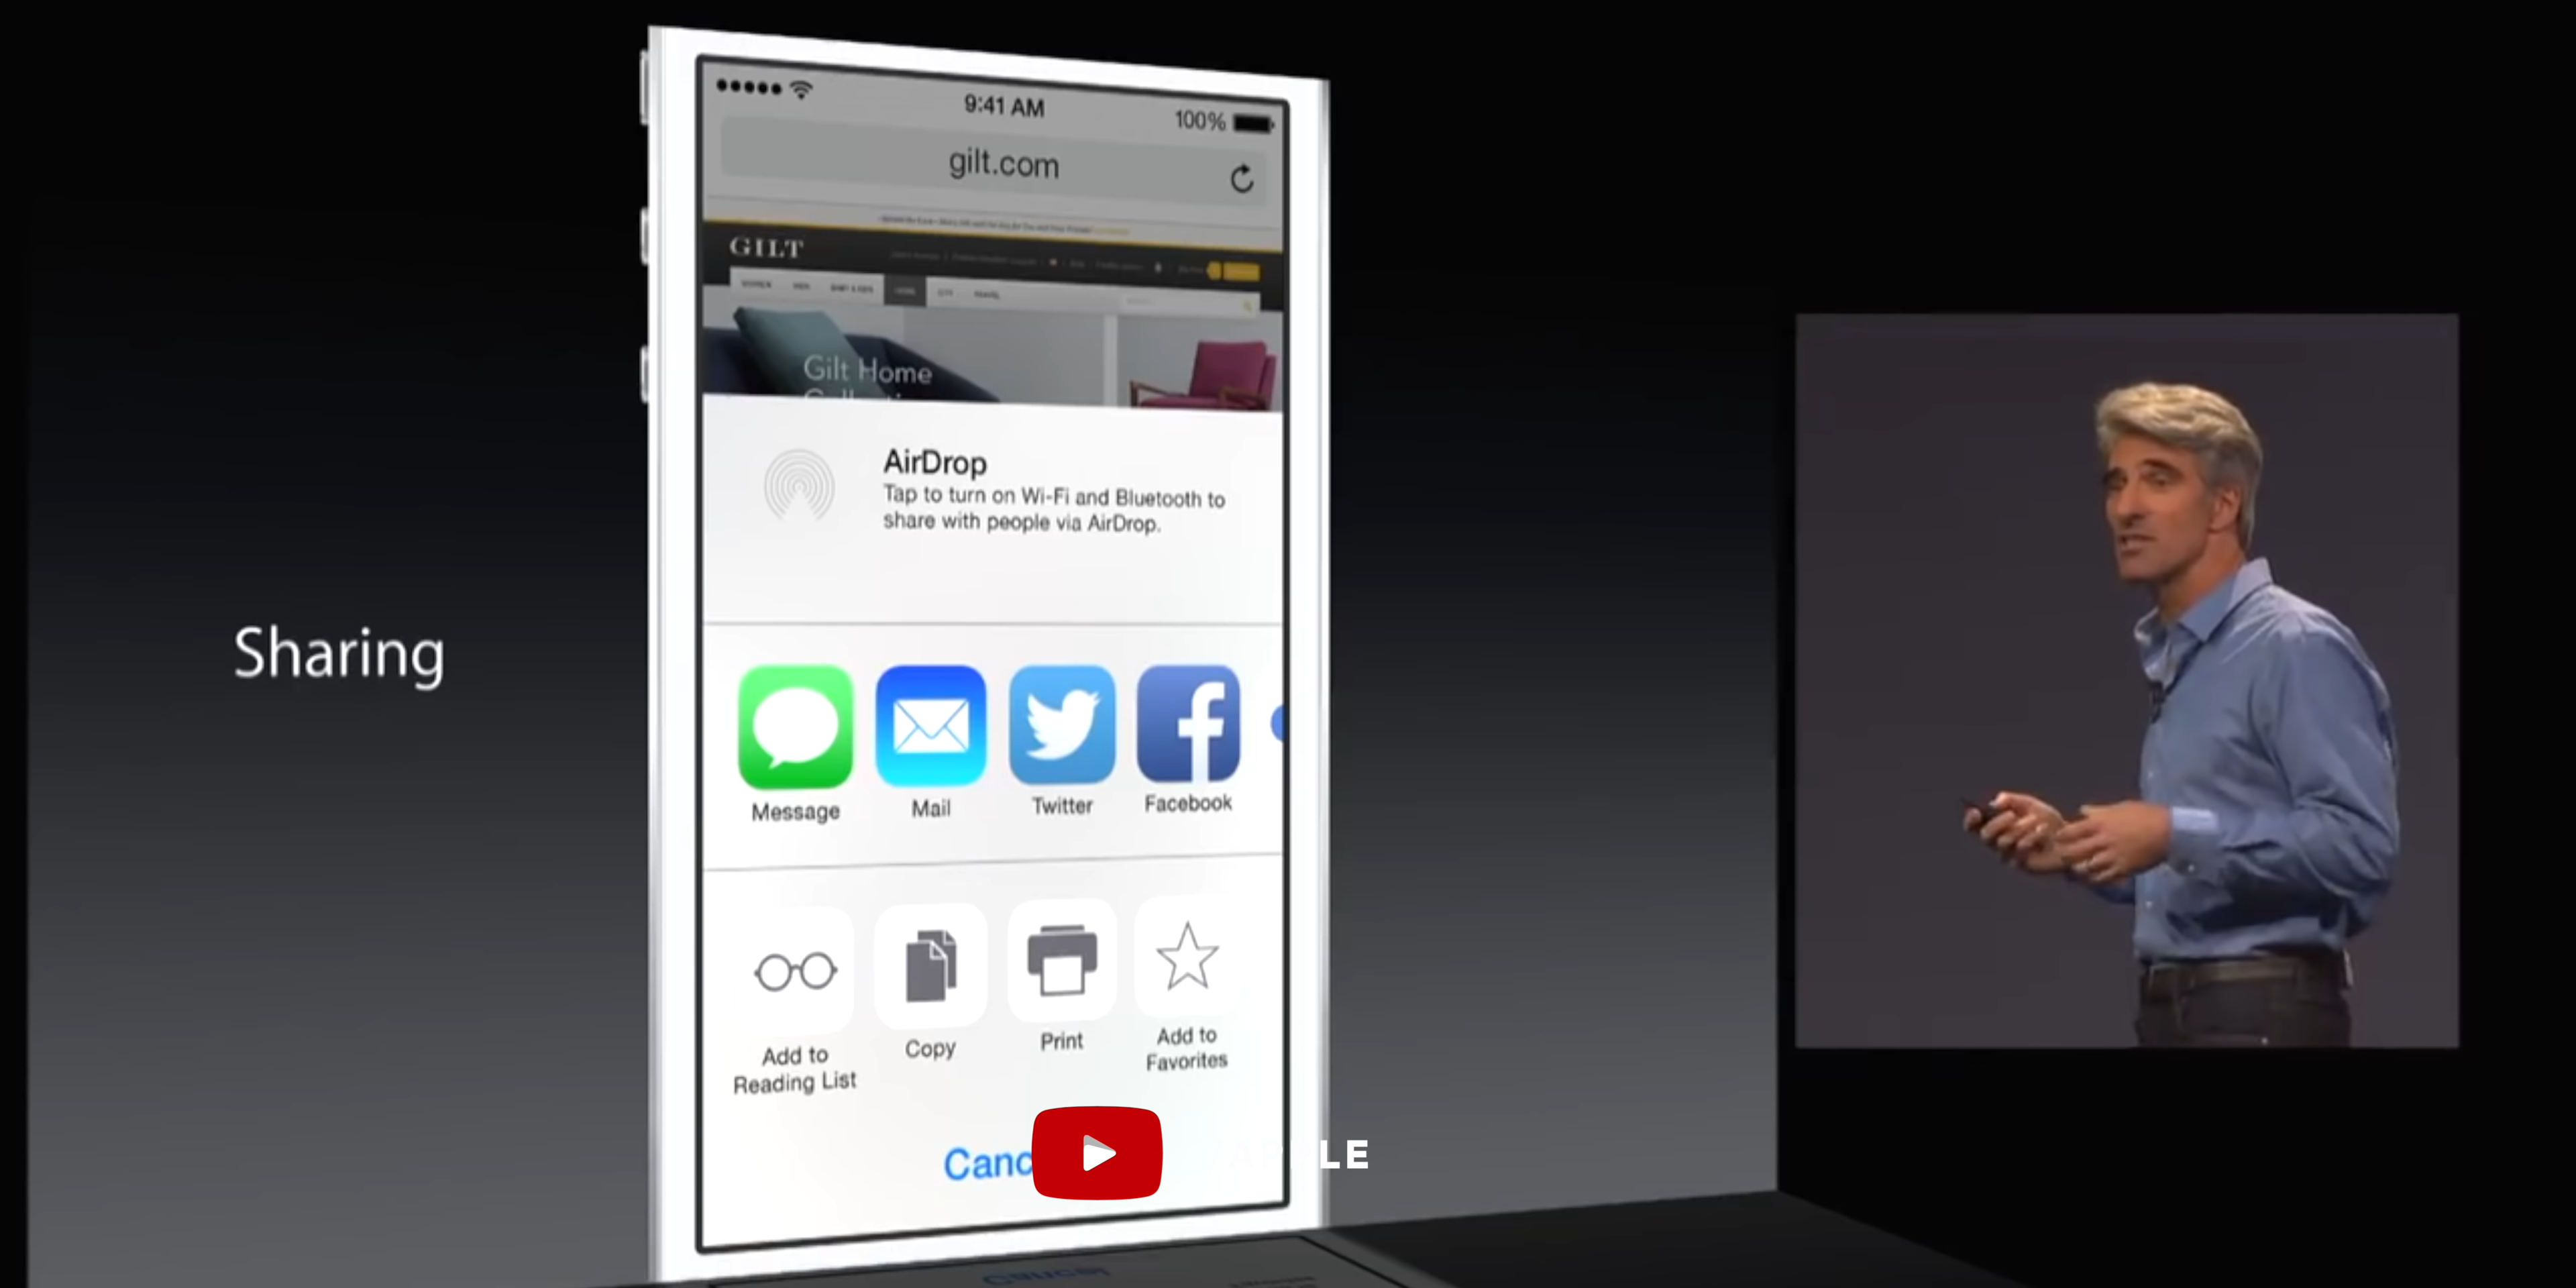 Sharing
9:41 AM
100%
gilt.com
GILT
Gilt Home
AirDrop
Tap to turn on Wi-Fi and Bluetooth to
share with people via AirDrop.
Message
Mail
Twitter
Facebook
Add to
Reading List
Copy
Print
Add to
Favorites
Canc
APPLE
Cancel